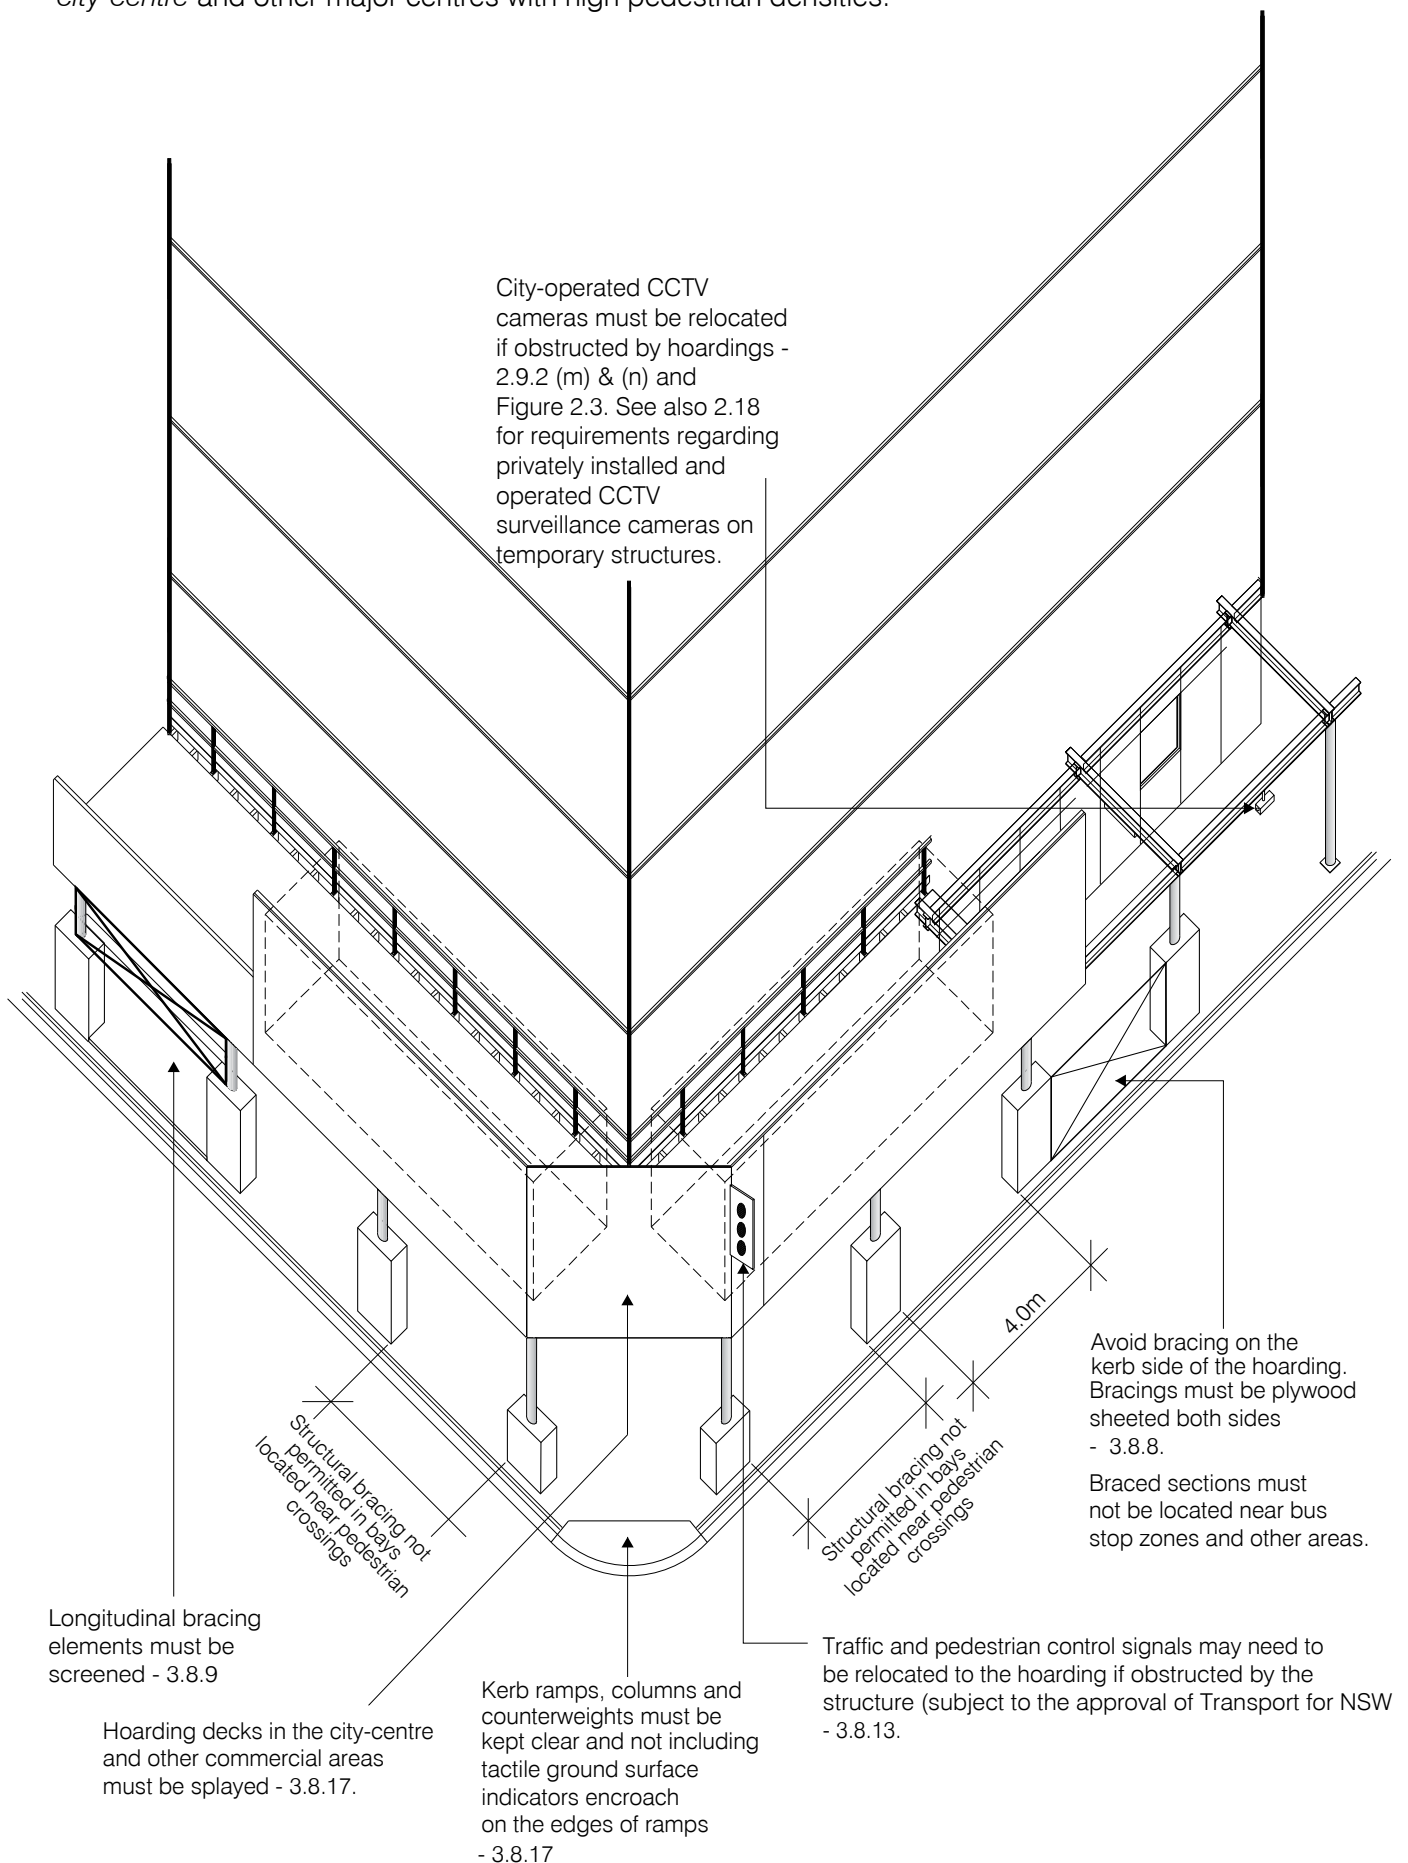 city-centre and other major centres with high pedestrian densities.
City-operated CCTV
cameras must be relocated
if obstructed by hoardings -
2.9.2 (m) & (n) and
Figure 2.3. See also 2.18
for requirements regarding
privately installed and
operated CCTV
surveillance cameras on
temporary structures.
4.0m
Avoid bracing on the
kerb side of the hoarding.
Bracings must be plywood
sheeted both sides
- 3.8.8.
Braced sections must
not be located near bus
stop zones and other areas.
Structural bracing not
permitted in bays
located near pedestrian
crossings
Structural bracing not
permitted in bays
located near pedestrian
crossings
Longitudinal bracing
elements must be
screened - 3.8.9
Hoarding decks in the city-centre
and other commercial areas
must be splayed - 3.8.17.
Kerb ramps, columns and
counterweights must be
kept clear and not including
tactile ground surface
indicators encroach
on the edges of ramps
- 3.8.17
Traffic and pedestrian control signals may need to
be relocated to the hoarding if obstructed by the
structure (subject to the approval of Transport for NSW
- 3.8.13.